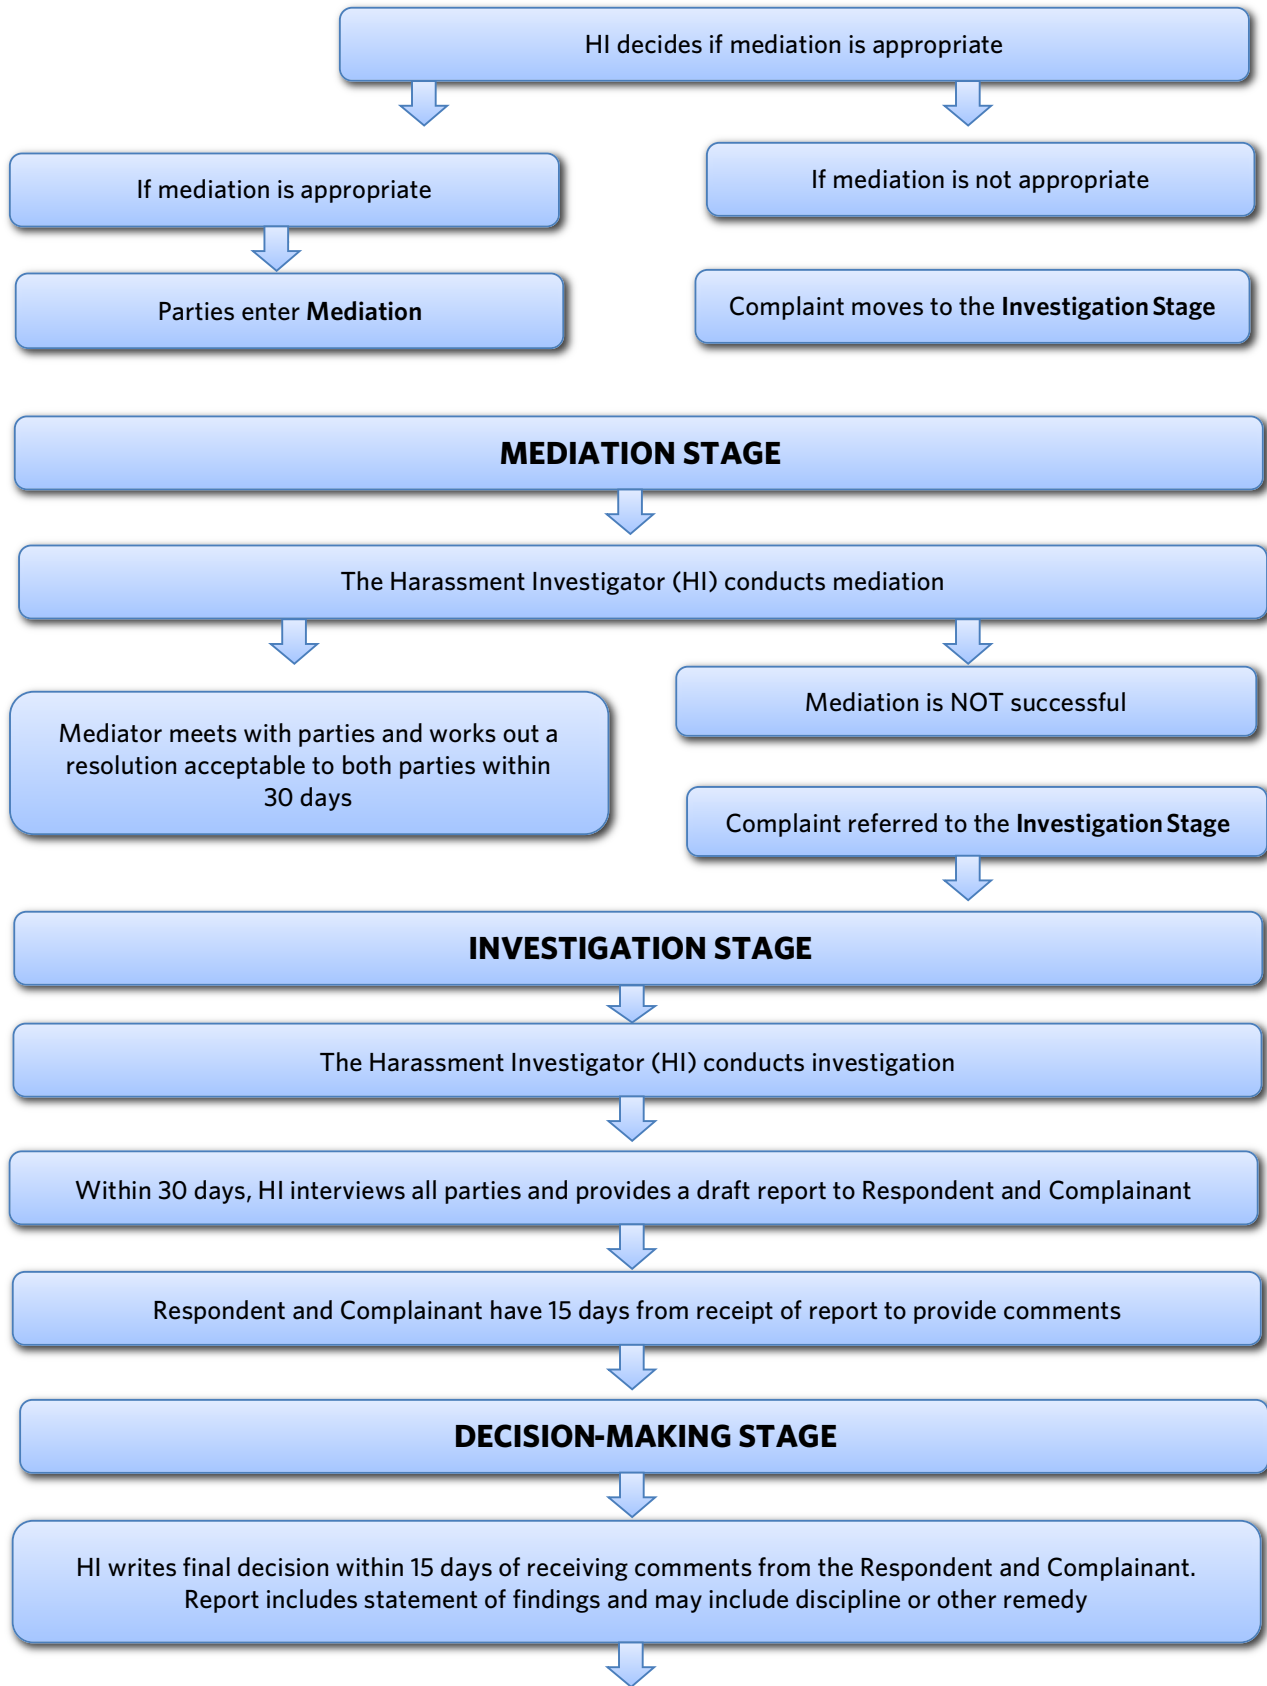 HI decides if mediation is appropriate
If mediation is appropriate
If mediation is not appropriate
Parties enter Mediation
Complaint moves to the Investigation Stage
MEDIATION STAGE
The Harassment Investigator (HI) conducts mediation
Mediator meets with parties and works out a
resolution acceptable to both parties within
30 days
Mediation is NOT successful
Complaint referred to the Investigation Stage
INVESTIGATION STAGE
The Harassment Investigator (HI) conducts investigation
Within 30 days, HI interviews all parties and provides a draft report to Respondent and Complainant
Respondent and Complainant have 15 days from receipt of report to provide comments
DECISION-MAKING STAGE
HI writes final decision within 15 days of receiving comments from the Respondent and Complainant.
Report includes statement of findings and may include discipline or other remedy